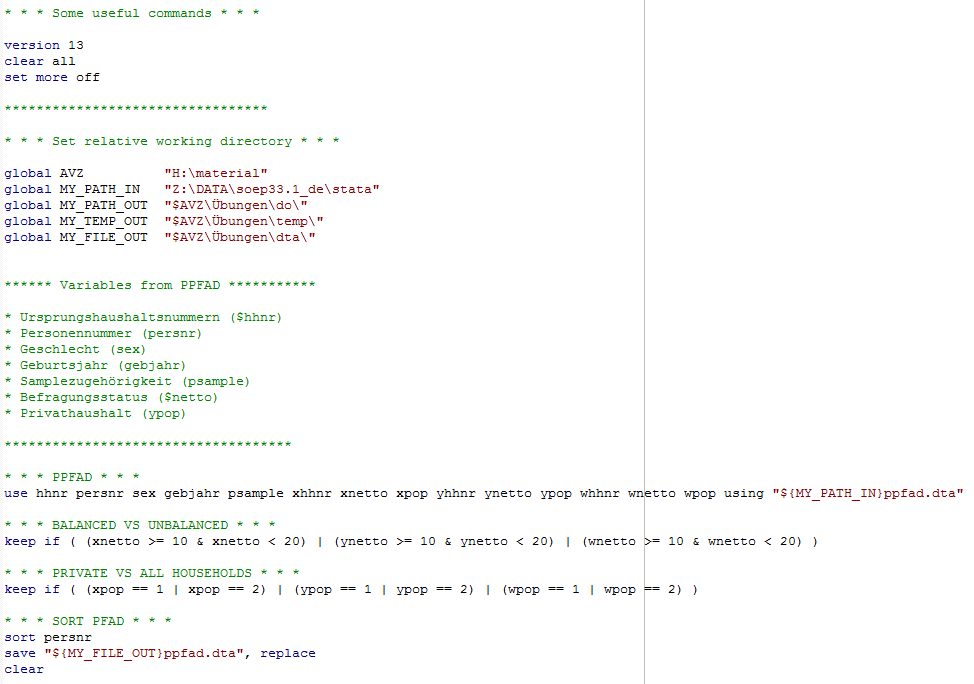 * * * Some useful commands * * *
version 13
clear all
set more off
*********************************
* * * Set relative working directory * * *
global AVZ "H:\material"
global MY_PATH_IN "Z:\DATA\soep33.1_de\stata"
global MY_PATH_OUT "$AVZ\Übungen\do\"
global MY_TEMP_OUT "$AVZ\Übungen\temp\"
global MY_FILE_OUT "$AVZ\Übungen\dta\"
****** Variables from PPFAD ***********
* Ursprungshaushaltsnummern ($hhnr)
* Personennummer (persnr)
* Geschlecht (sex)
* Geburtsjahr (gebjahr)
* Samplezugehörigkeit (psample)
* Befragungsstatus ($netto)
* Privathaushalt (ypop)
************************************
* * * PPFAD * * *
use hhnr persnr sex gebjahr psample xhhnr xnetto xpop yhhnr ynetto ypop whhnr wnetto wpop using "${MY_PATH_IN}ppfad.dta"
* * * BALANCED VS UNBALANCED * * *
keep if ( (xnetto >= 10 & xnetto < 20) | (ynetto >= 10 & ynetto < 20) | (wnetto >= 10 & wnetto < 20) )
* * * PRIVATE VS ALL HOUSEHOLDS * * *
keep if ( (xpop == 1 | xpop == 2) | (ypop == 1 | ypop == 2) | (wpop == 1 | wpop == 2) )
* * * SORT PFAD * * *
sort persnr
save "${MY_FILE_OUT}ppfad.dta", replace
clear